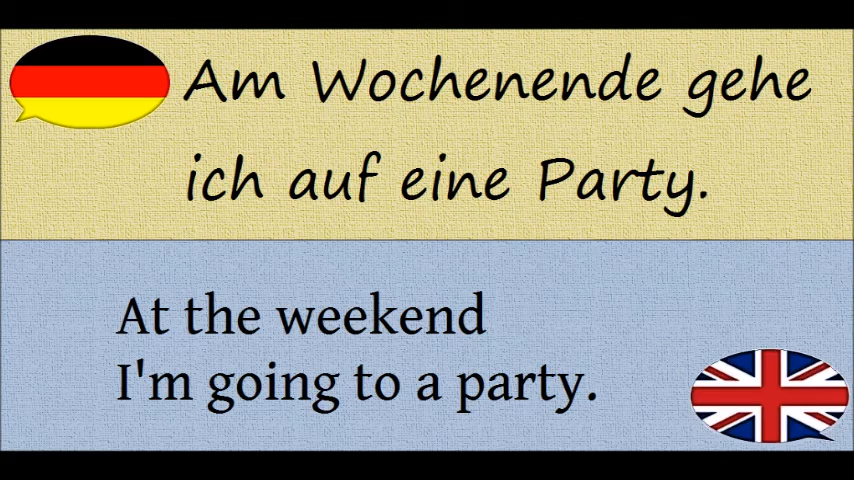 Am Wochenende gehe
ich auf eine Party.
At the weekend
I'm going to a party.